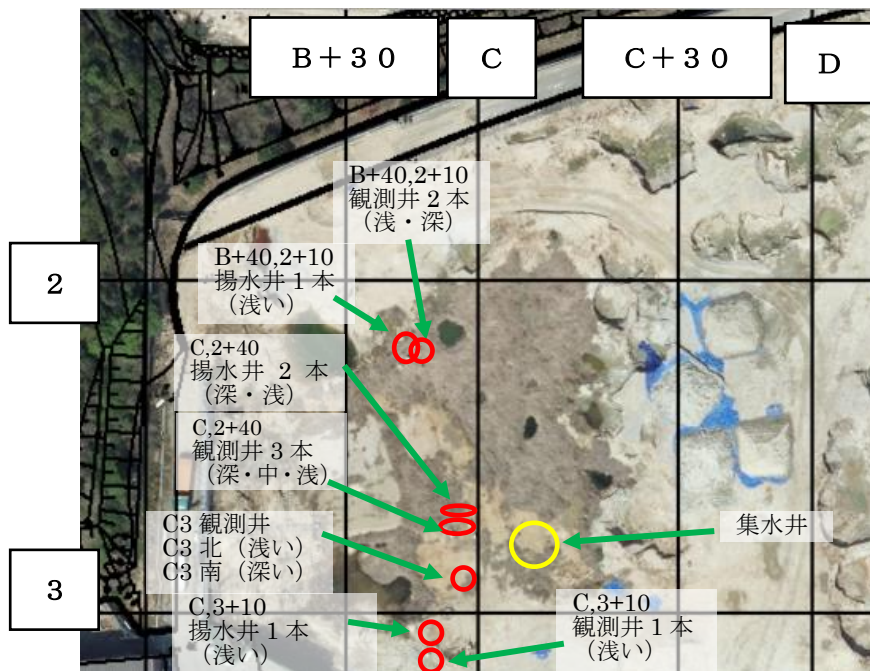 B+30
C
C+30
D
B+40,2+10
観測井 2 本
（浅・深）
B+40,2+10
揚水井 1 本
（浅い）
2
C,2+40
揚水井 2 本
（深・浅）
C,2+40
観測井 3 本
（深・中・浅）
C3 観測井
C3 北（浅い）
C3 南（深い）
集水井
3
C,3+10
揚水井 1 本
（浅い）
C,3+10
観測井 1 本
（浅い）